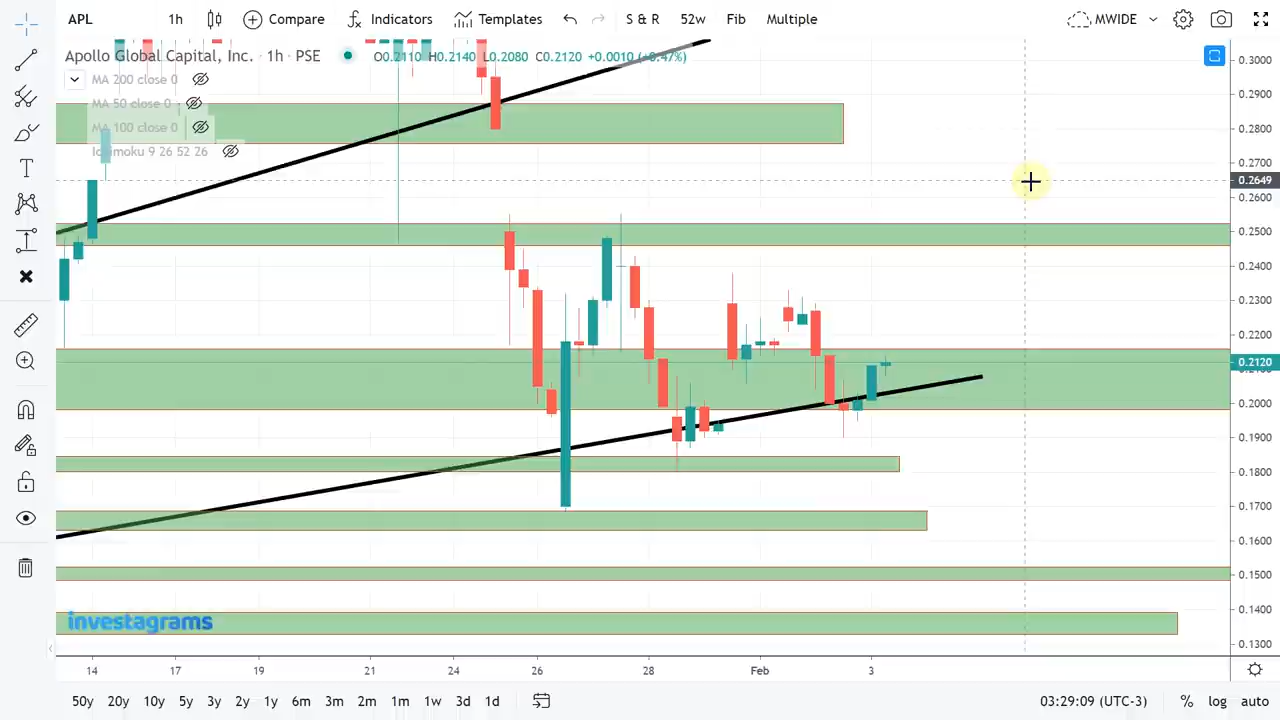 APL 1h Compare Indicators Templates S & R 52w Fib Multiple MWIDE
Apollo Global Capital, Inc. · 1h · PSE O0.2110 H0.2140 L0.2080 C0.2120 +0.0010 (+0.47%)
MA 200 close 0
MA 50 close 0
MA 100 close 0
Ichimoku 9 26 52 26
0.3000
0.2900
0.2800
0.2700
0.2649
0.2600
0.2500
0.2400
0.2300
0.2200
0.2120
0.2100
0.2000
0.1900
0.1800
0.1700
0.1600
0.1500
0.1400
0.1300
investagrams
14 17 19 21 24 26 28 Feb 3
50y 20y 10y 5y 3y 2y 1y 6m 3m 2m 1m 1w 3d 1d 03:29:09 (UTC-3) % log auto